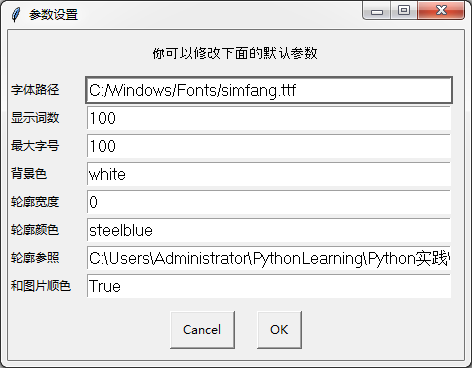 参数设置
你可以修改下面的默认参数
字体路径 C:/Windows/Fonts/simfang.ttf
显示词数 100
最大字号 100
背景色 white
轮廓宽度 0
轮廓颜色 steelblue
轮廓参照 C:\Users\Administrator\PythonLearning\Python实践\
和图片顺色 True
Cancel OK